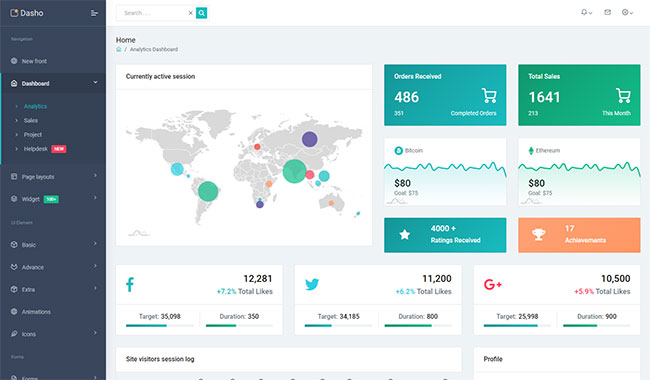 Dasho
Search. . .
Navigation
New front
Dashboard
Analytics
Sales
Project
Helpdesk NEW
Page layouts
Widget 100+
UI Element
Basic
Advance
Extra
Animations
Icons
Forms
Forms
Home
/ Analytics Dashboard
Currently active session
Orders Received
486
351 Completed Orders
Total Sales
1641
213 This Month
Bitcoin
$80
Goal: $75
Ethereum
$80
Goal: $75
4000 +
Ratings Received
17
Achievements
12,281
+7.2% Total Likes
Target: 35,098 Duration: 350
11,200
+6.2% Total Likes
Target: 34,185 Duration: 800
G+ 10,500
+5.9% Total Likes
Target: 25,998 Duration: 900
Site visitors session log
Profile